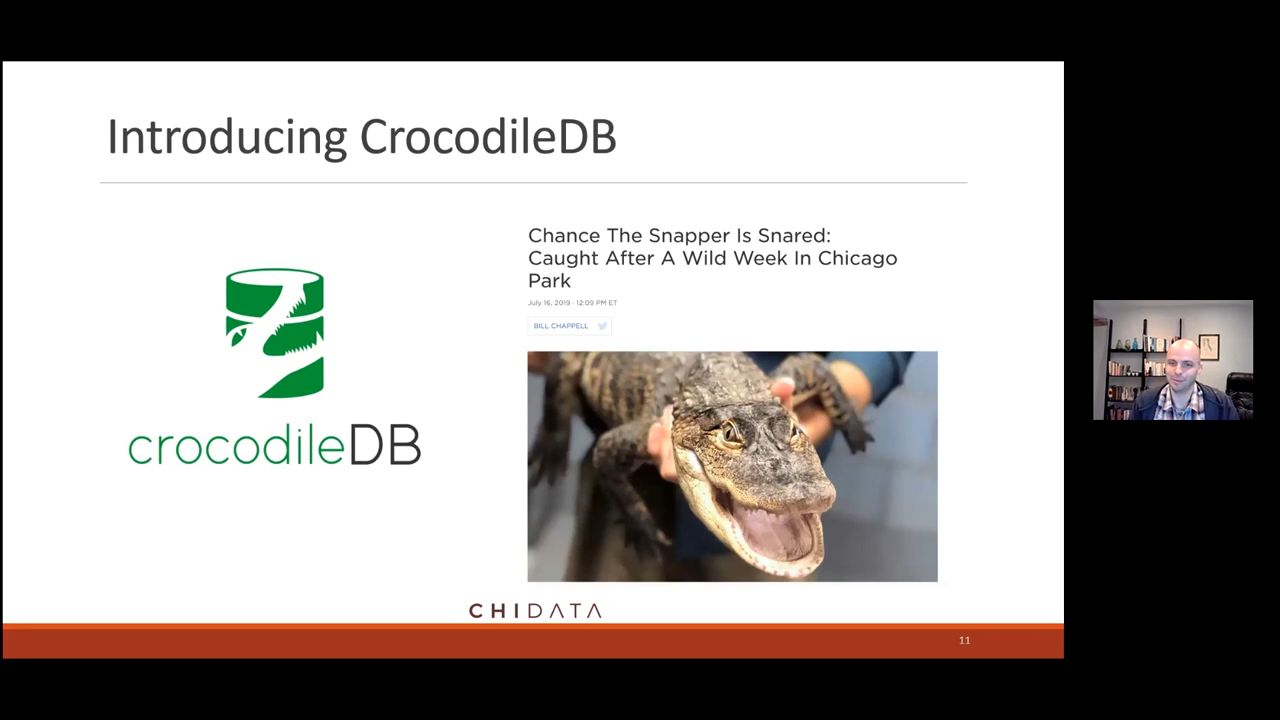 Introducing CrocodileDB
crocodileDB
Chance The Snapper Is Snared:
Caught After A Wild Week In Chicago
Park
July 16, 2019 · 12:09 PM ET
BILL CHAPPELL
CHIDATA
11